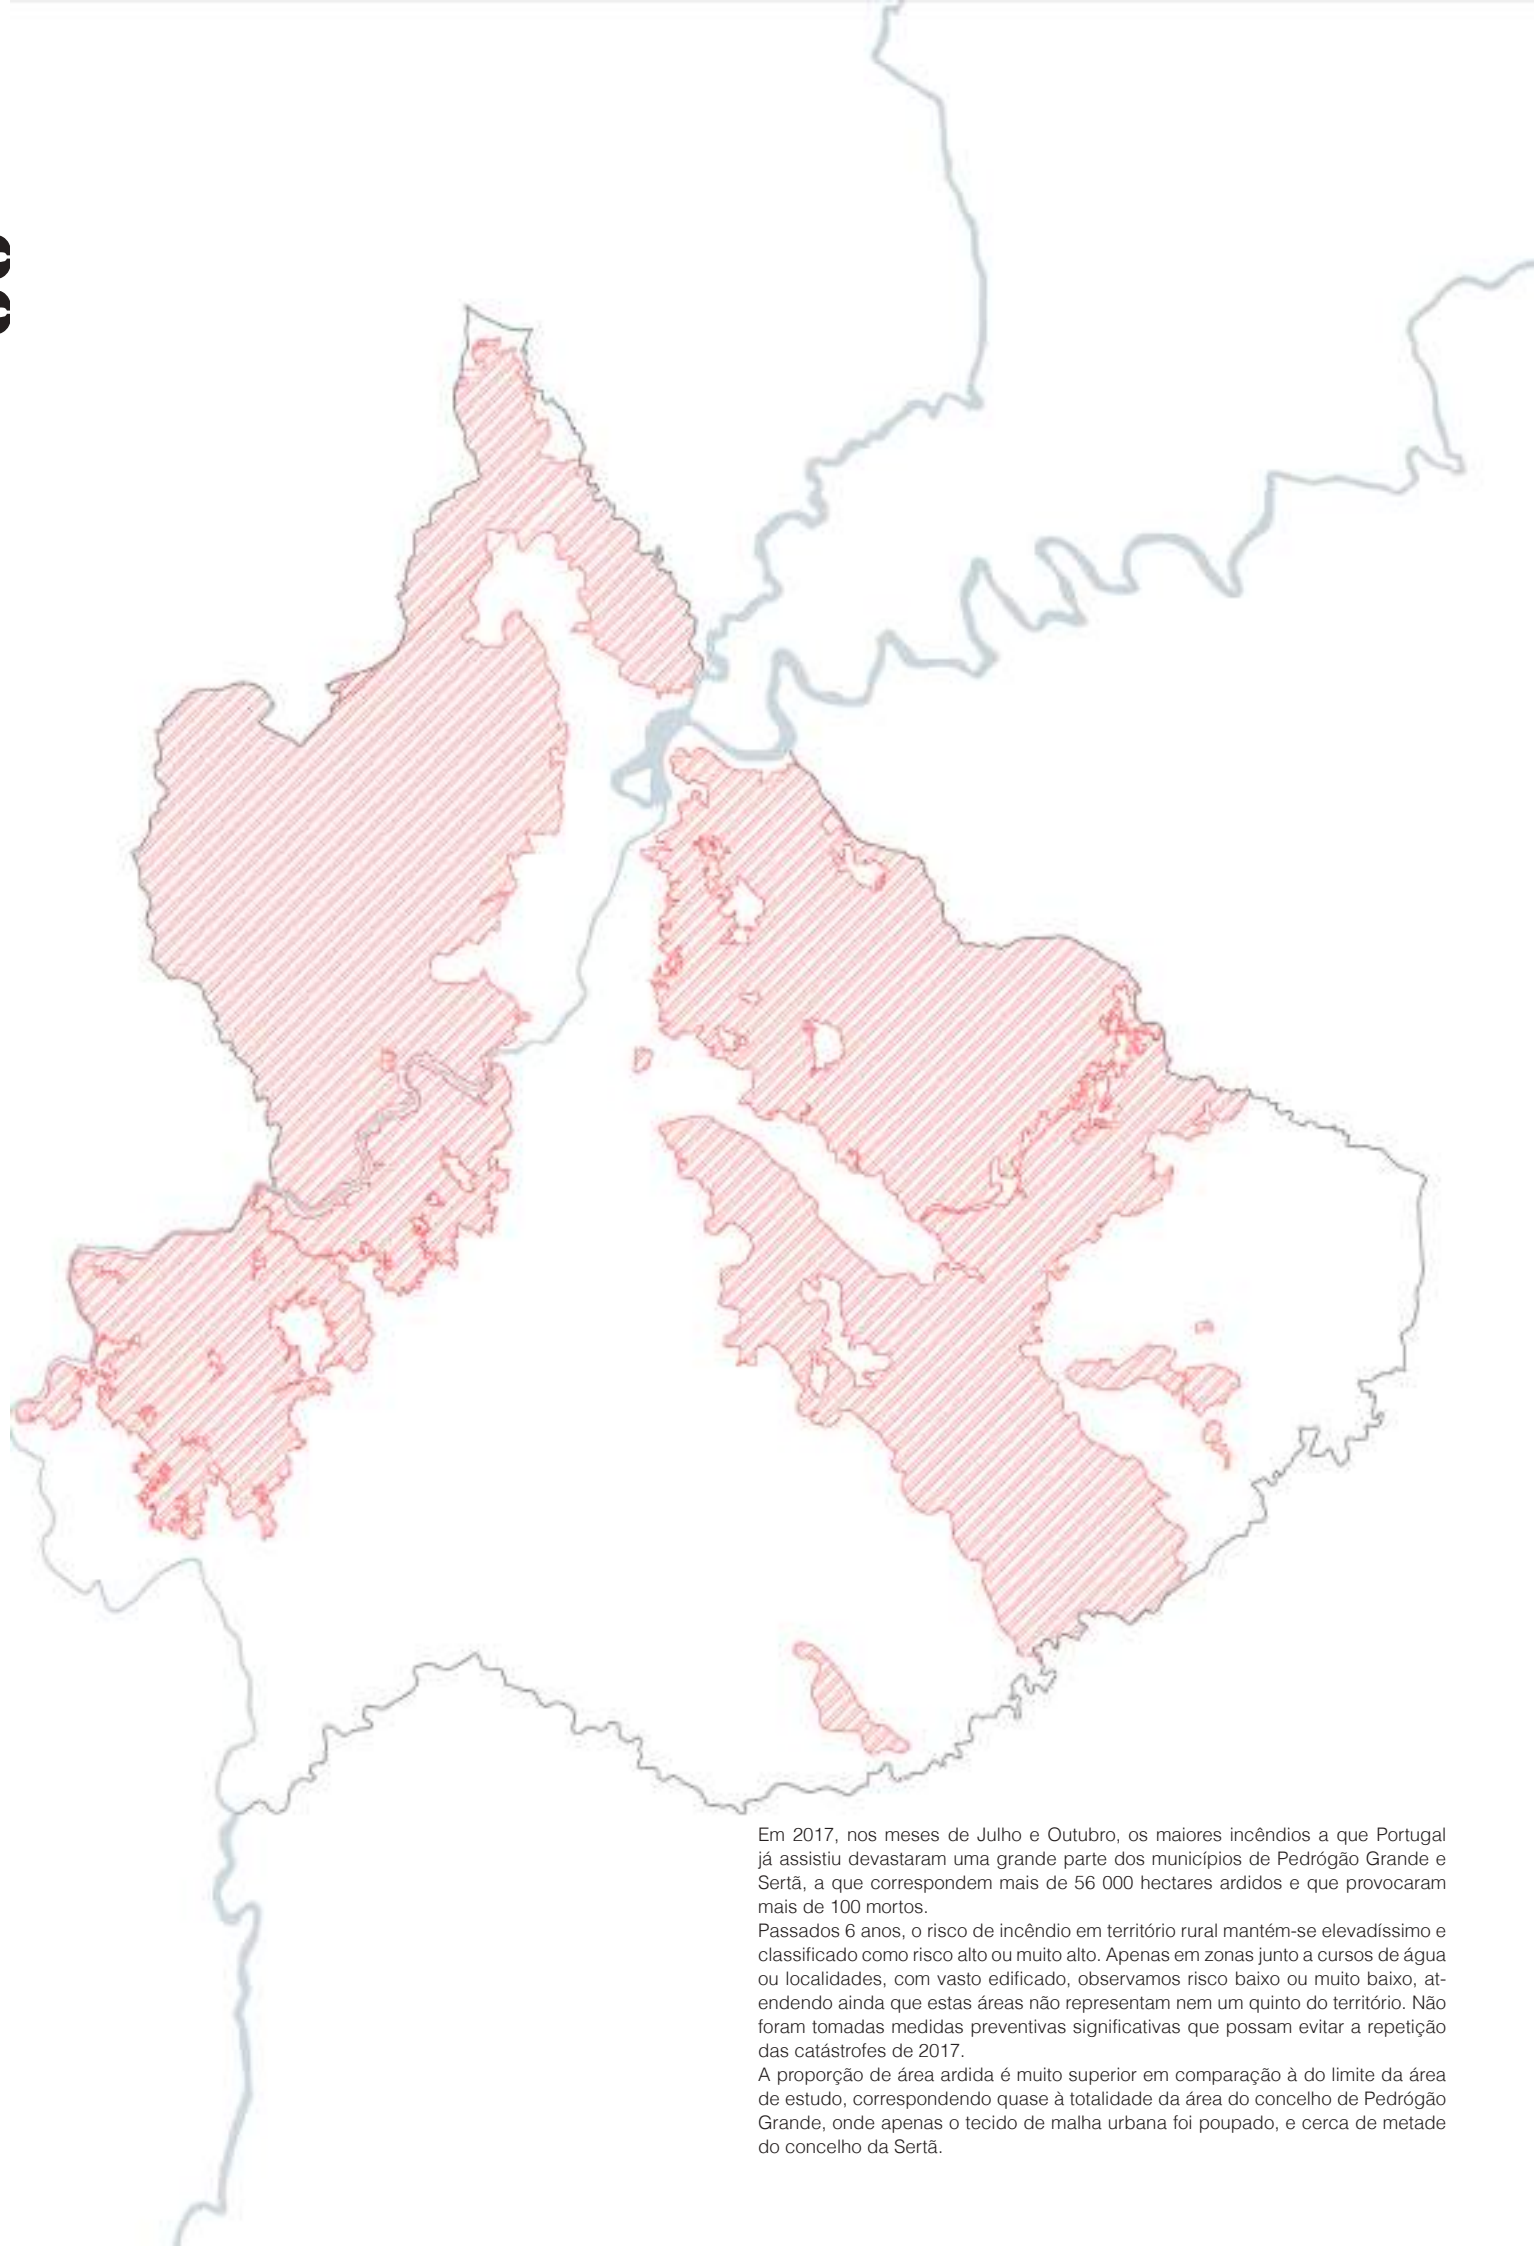 Em 2017, nos meses de Julho e Outubro, os maiores incêndios a que Portugal
já assistiu devastaram uma grande parte dos municípios de Pedrógão Grande e
Sertã, a que correspondem mais de 56 000 hectares ardidos e que provocaram
mais de 100 mortos.
Passados 6 anos, o risco de incêndio em território rural mantém-se elevadíssimo e
classificado como risco alto ou muito alto. Apenas em zonas junto a cursos de água
ou localidades, com vasto edificado, observamos risco baixo ou muito baixo, at-
endendo ainda que estas áreas não representam nem um quinto do território. Não
foram tomadas medidas preventivas significativas que possam evitar a repetição
das catástrofes de 2017.
A proporção de área ardida é muito superior em comparação à do limite da área
de estudo, correspondendo quase à totalidade da área do concelho de Pedrógão
Grande, onde apenas o tecido de malha urbana foi poupado, e cerca de metade
do concelho da Sertã.